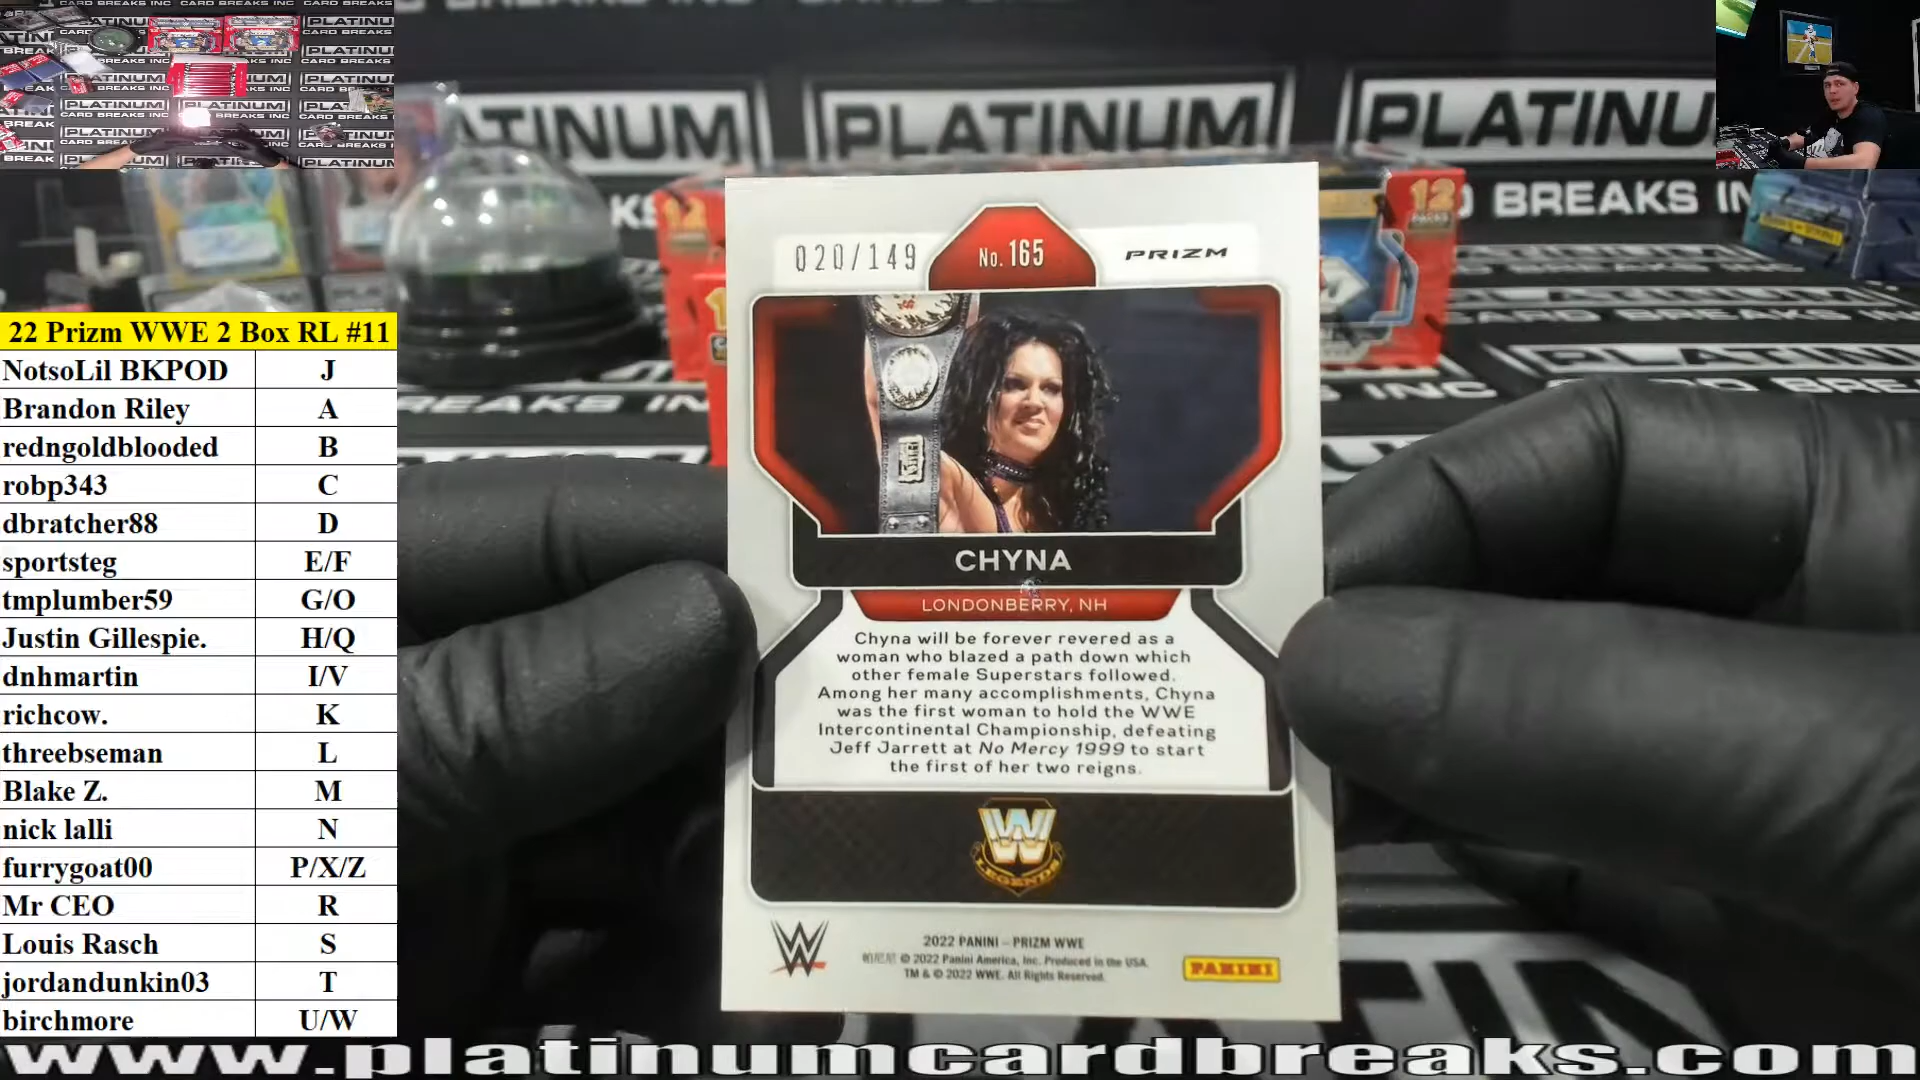 22 Prizm WWE 2 Box RL #11
NotsoLil BKPOD J
Brandon Riley A
redngoldblooded B
robp343 C
dbratcher88 D
sportsteg E/F
tmplumber59 G/O
Justin Gillespie. H/Q
dnhmartin I/V
richcow. K
threebseman L
Blake Z. M
nick lalli N
furrygoat00 P/X/Z
Mr CEO R
Louis Rasch S
jordandunkin03 T
birchmore U/W
ATINUM PLATINUM PLATINU
BREAKS IN
020/149 No. 165 PRIZM
CHYNA
LONDONBERRY, NH
Chyna will be forever revered as a
woman who blazed a path down which
other female Superstars followed.
Among her many accomplishments, Chyna
was the first woman to hold the WWE
Intercontinental Championship, defeating
Jeff Jarrett at No Mercy 1999 to start
the first of her two reigns.
W
LEGENDS
W
2022 PANINI – PRIZM WWE
© 2022 Panini America, Inc. Produced in the USA.
TM & © 2022 WWE. All Rights Reserved.
PANINI
www.platinumcardbreaks.com